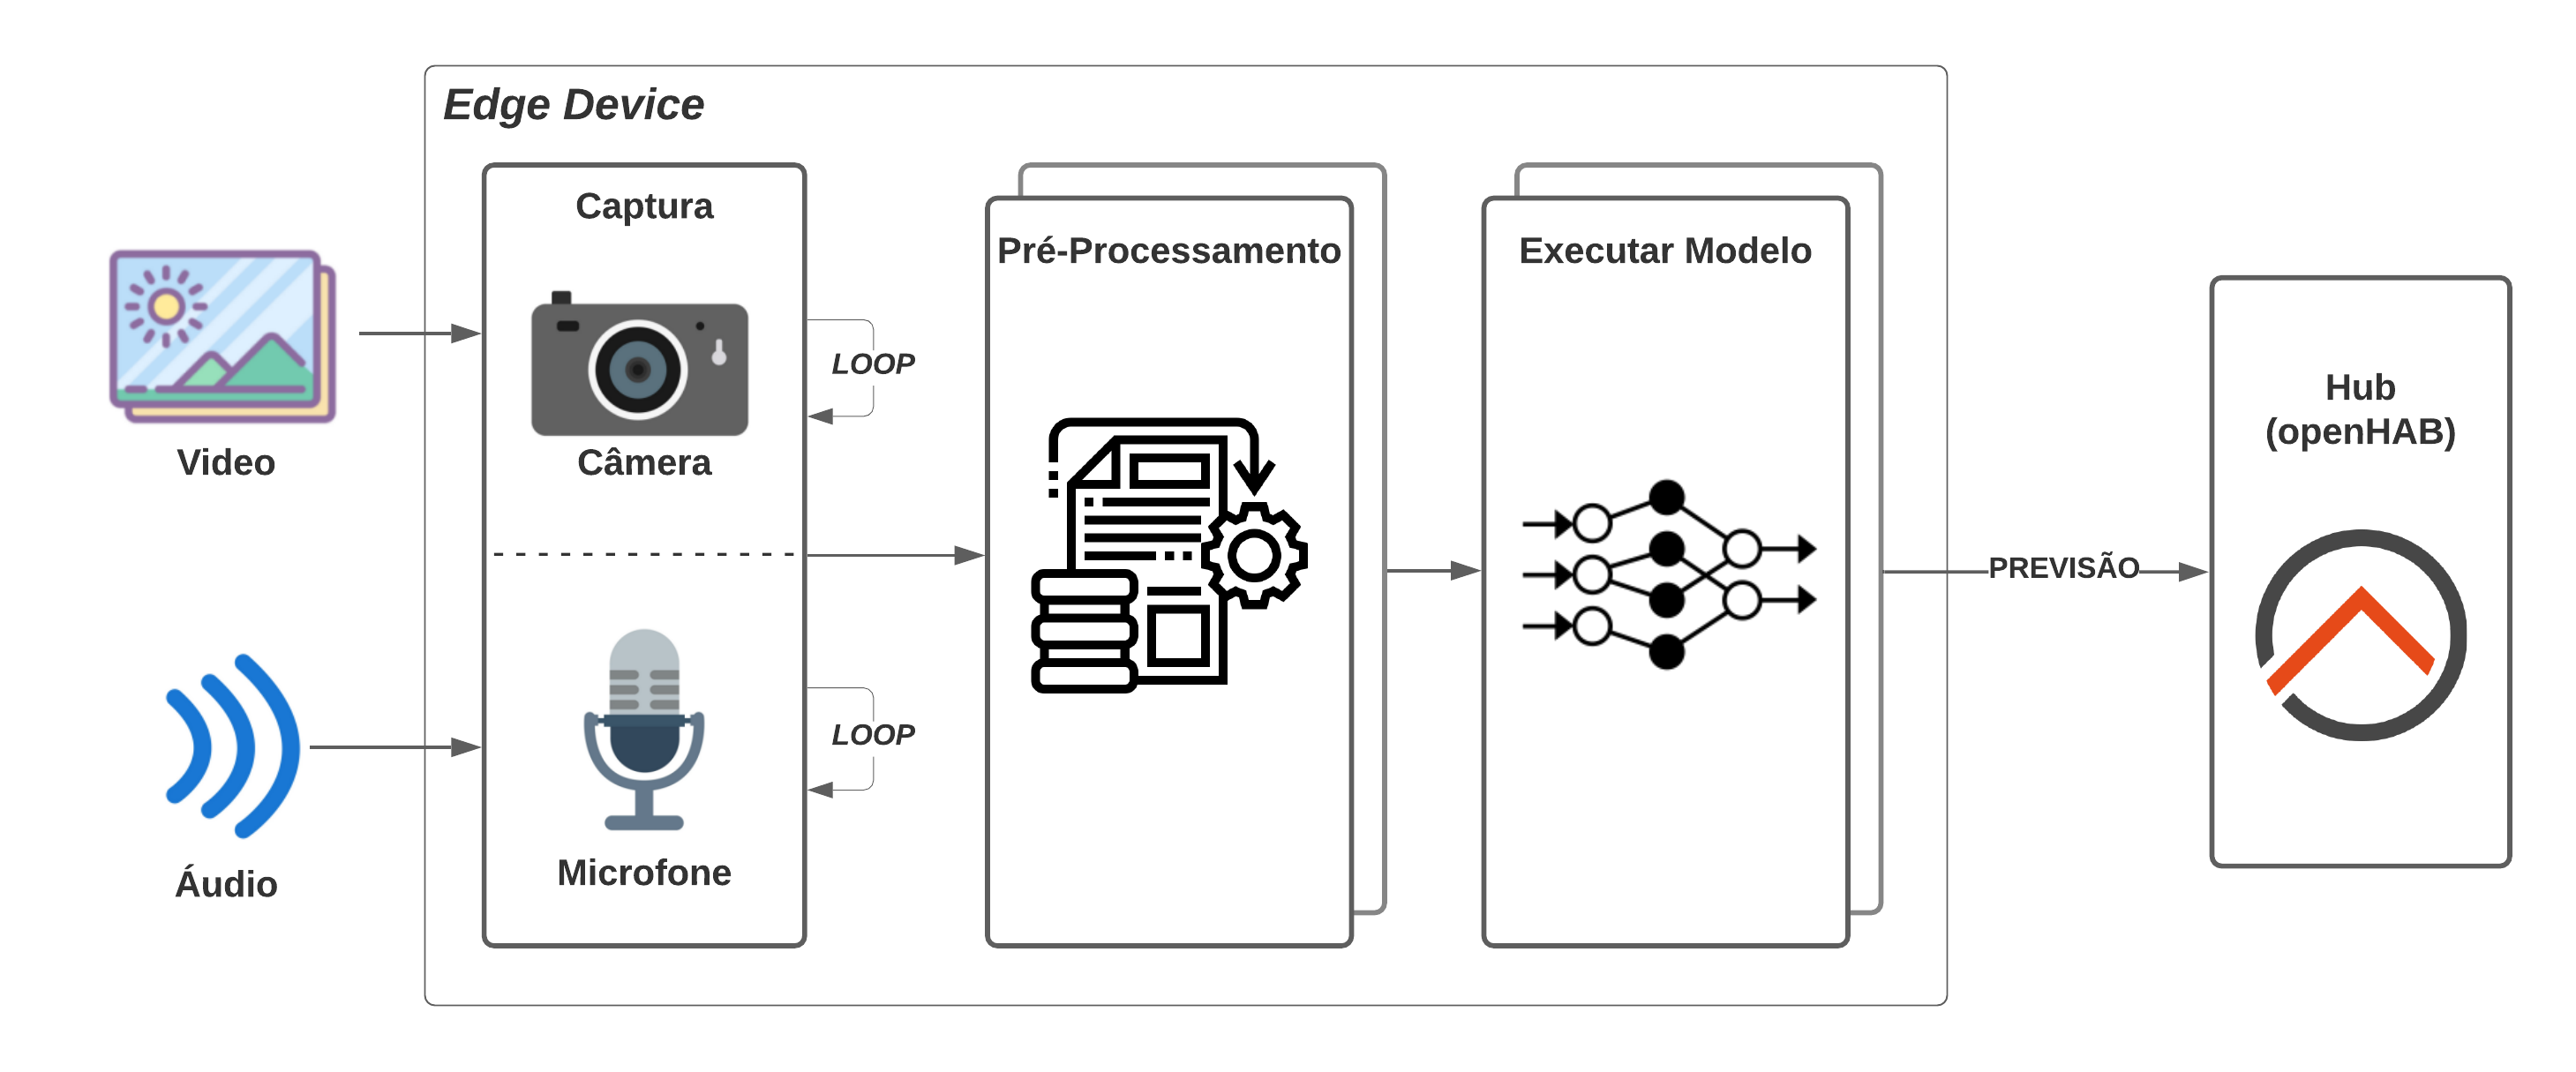 Edge Device
Captura
Pré-Processamento
Executar Modelo
Video
Câmera
LOOP
Hub
(openHAB)
PREVISÃO
LOOP
Áudio
Microfone